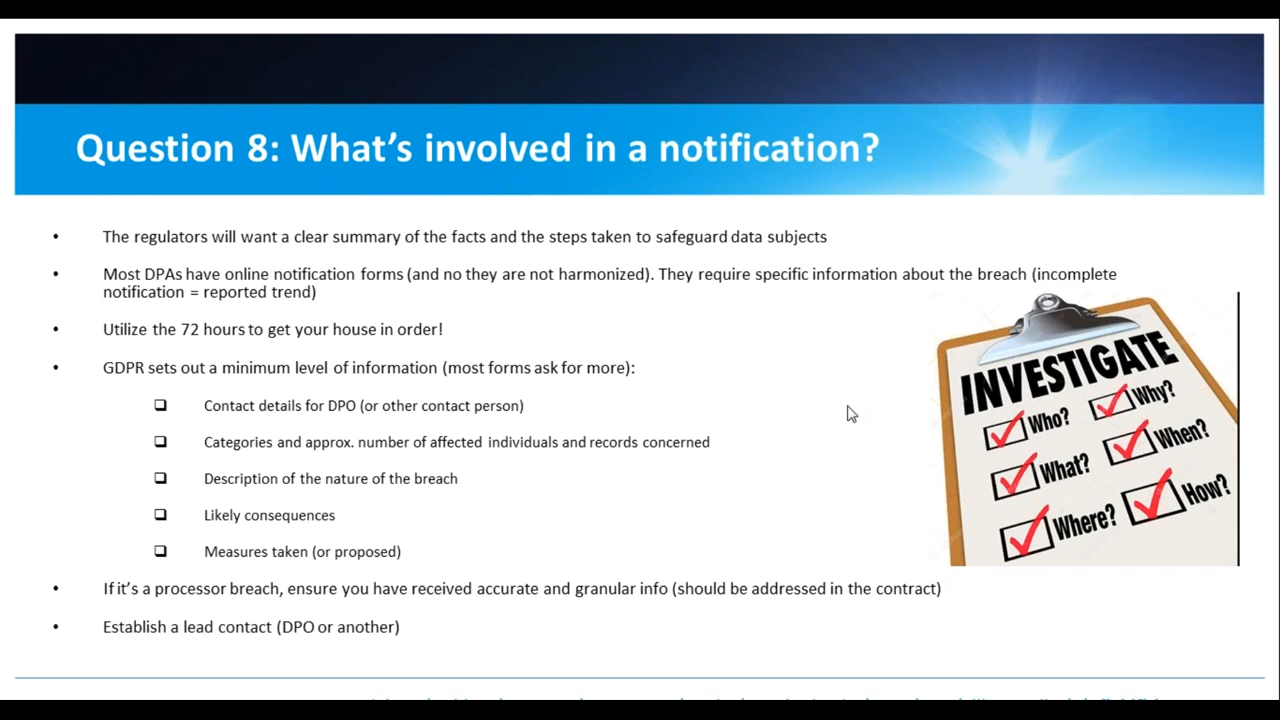 Question 8: What's involved in a notification?
• The regulators will want a clear summary of the facts and the steps taken to safeguard data subjects
• Most DPAs have online notification forms (and no they are not harmonized). They require specific information about the breach (incomplete
notification = reported trend)
• Utilize the 72 hours to get your house in order!
• GDPR sets out a minimum level of information (most forms ask for more):
❑ Contact details for DPO (or other contact person)
❑ Categories and approx. number of affected individuals and records concerned
❑ Description of the nature of the breach
❑ Likely consequences
❑ Measures taken (or proposed)
• If it's a processor breach, ensure you have received accurate and granular info (should be addressed in the contract)
• Establish a lead contact (DPO or another)
INVESTIGATE
Who? Why?
What? When?
Where? How?